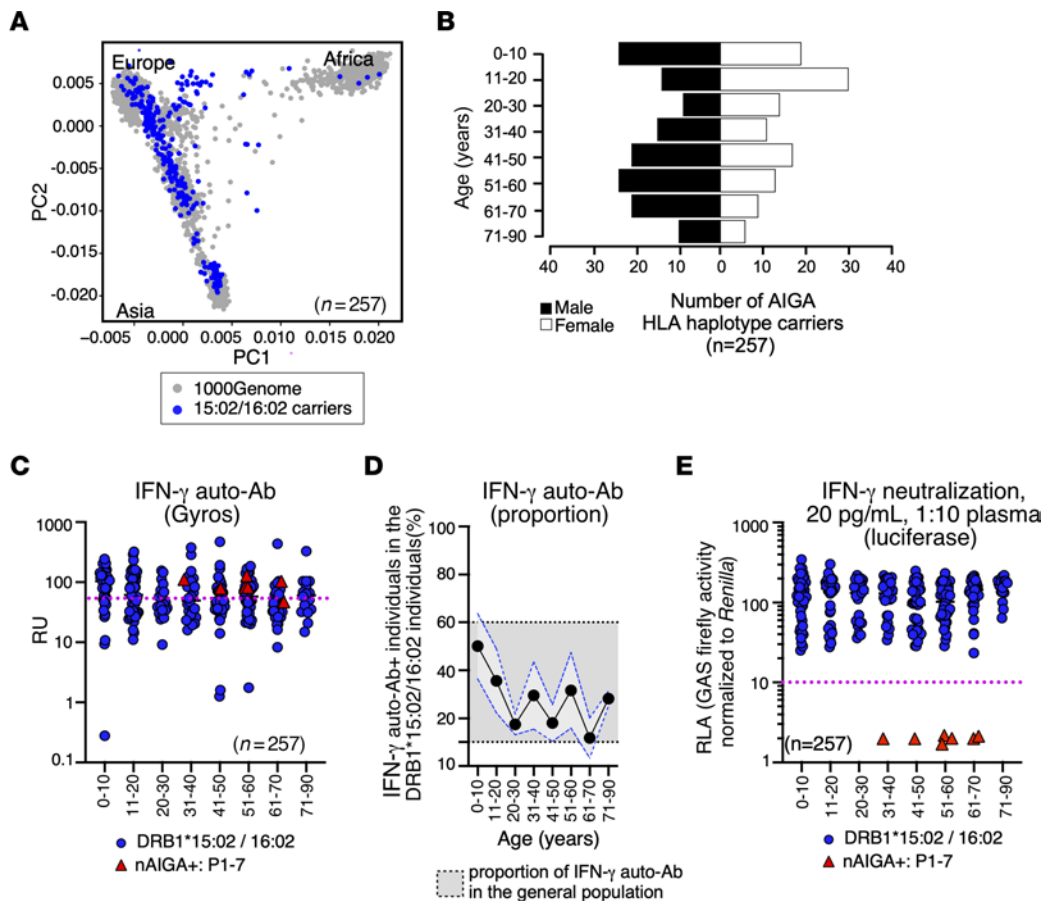 A
Europe
Africa
0.005
0.000
-0.005
-0.010
-0.015
-0.020
PC2
Asia
(n=257)
−0.005 0.000 0.005 0.010 0.015 0.020
PC1
1000Genome
15:02/16:02 carriers
B
Age (years)
0-10
11-20
20-30
31-40
41-50
51-60
61-70
71-90
40 30 20 10 0 10 20 30 40
Male
Female
Number of AIGA
HLA haplotype carriers
(n=257)
C
IFN-γ auto-Ab
(Gyros)
RU
1000
100
10
1
0.1
(n=257)
0-10
11-20
20-30
31-40
41-50
51-60
61-70
71-90
DRB1*15:02 / 16:02
nAIGA+: P1-7
D
IFN-γ auto-Ab
(proportion)
IFN-γ auto-Ab+ individuals in the
DRB1*15:02/16:02 individuals(%)
100
80
60
40
20
10
0-10
11-20
20-30
31-40
41-50
51-60
61-70
71-90
Age (years)
proportion of IFN-γ auto-Ab
in the general population
E
IFN-γ neutralization,
20 pg/mL, 1:10 plasma
(luciferase)
RLA (GAS firefly activity
normalized to Renilla)
1000
100
10
1
(n=257)
0-10
11-20
20-30
31-40
41-50
51-60
61-70
71-90
DRB1*15:02 / 16:02
nAIGA+: P1-7